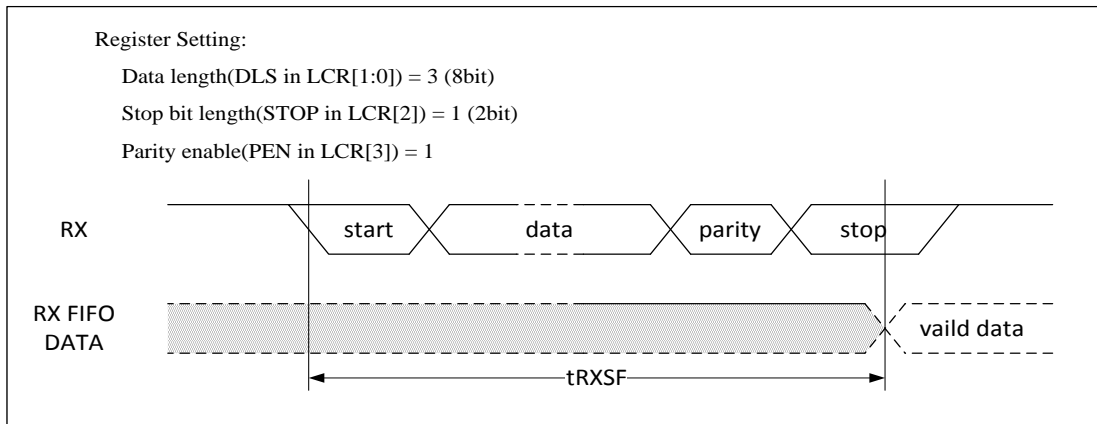 Register Setting:
Data length(DLS in LCR[1:0]) = 3 (8bit)
Stop bit length(STOP in LCR[2]) = 1 (2bit)
Parity enable(PEN in LCR[3]) = 1
RX
start
data
parity
stop
RX FIFO
DATA
vaild data
tRXSF